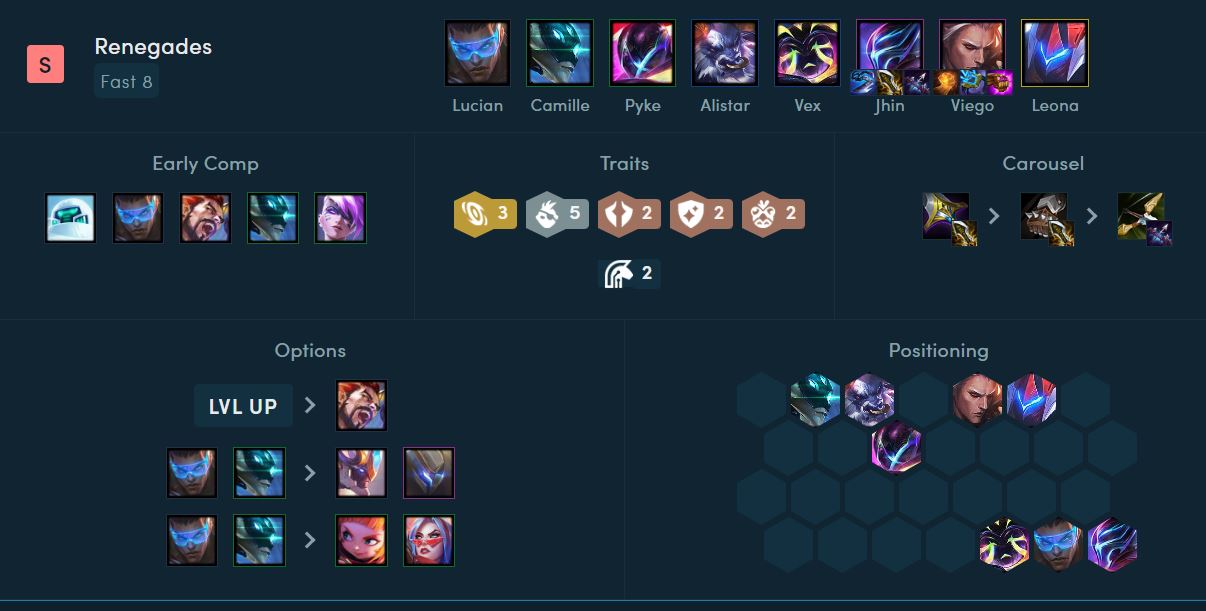 S
Renegades
Fast 8
Lucian
Camille
Pyke
Alistar
Vex
Jhin
Viego
Leona
Early Comp
Traits
3
5
2
2
2
2
Carousel
Options
LVL UP
Positioning